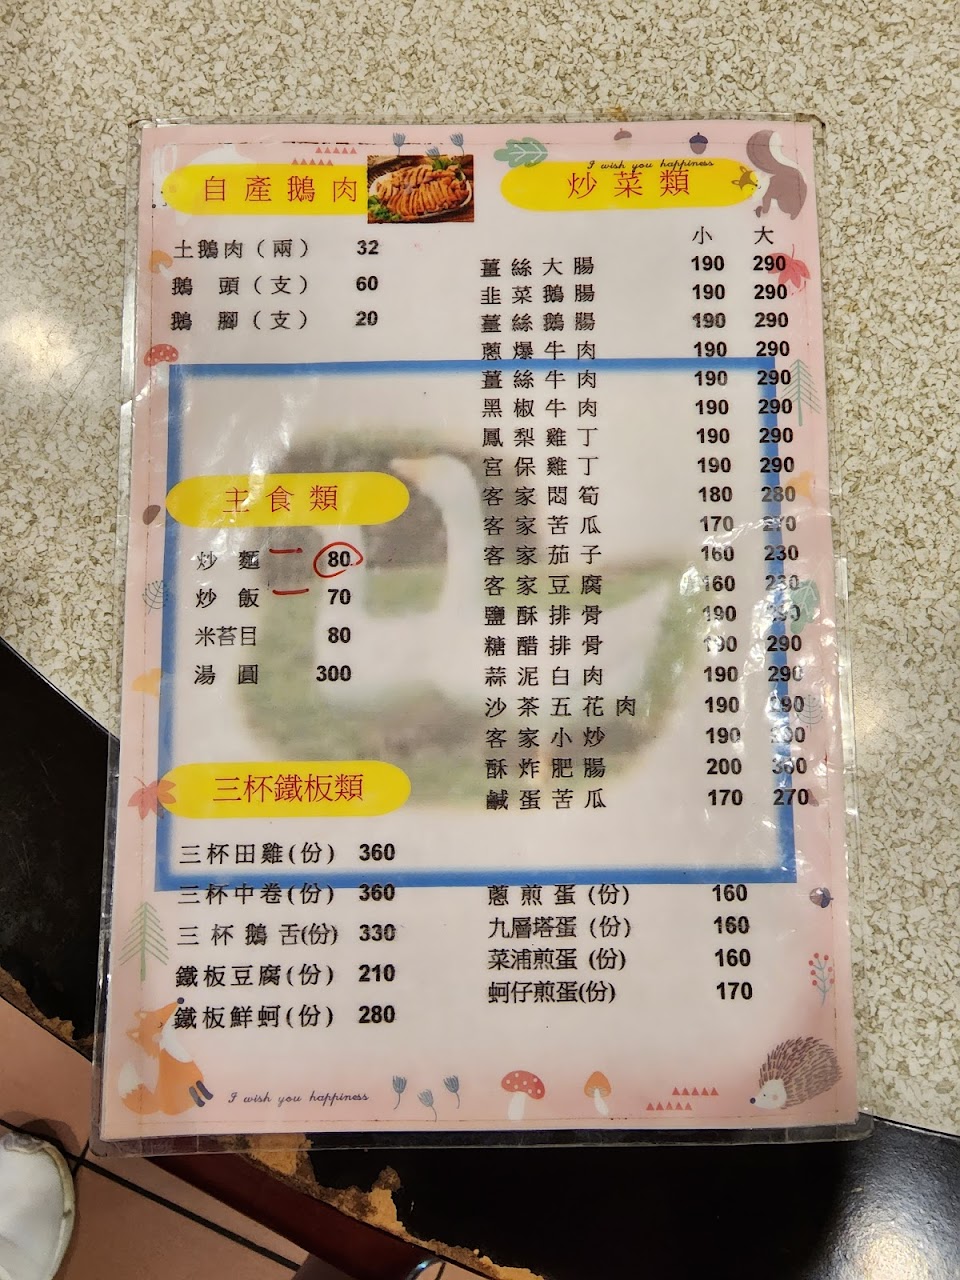 自產鵝肉
土鵝肉（兩） 32
鵝 頭（支） 60
鵝 腳（支） 20
主食類
炒 麵 80
炒 飯 70
米苔目 80
湯 圓 300
三杯鐵板類
三杯田雞(份) 360
三杯中卷(份) 360
三杯鵝舌(份) 330
鐵板豆腐(份) 210
鐵板鮮蚵(份) 280
I wish you happiness
I wish you happiness
炒菜類
小 大
薑絲大腸 190 290
韭菜鵝腸 190 290
薑絲鵝腸 190 290
蔥爆牛肉 190 290
薑絲牛肉 190 290
黑椒牛肉 190 290
鳳梨雞丁 190 290
宮保雞丁 190 290
客家悶筍 180 280
客家苦瓜 170 270
客家茄子 160 230
客家豆腐 160
鹽酥排骨 190 290
糖醋排骨 190 290
蒜泥白肉 190 290
沙茶五花肉 190 290
客家小炒 190
酥炸肥腸 200 300
鹹蛋苦瓜 170 270
蔥煎蛋(份) 160
九層塔蛋(份) 160
菜浦煎蛋(份) 160
蚵仔煎蛋(份) 170